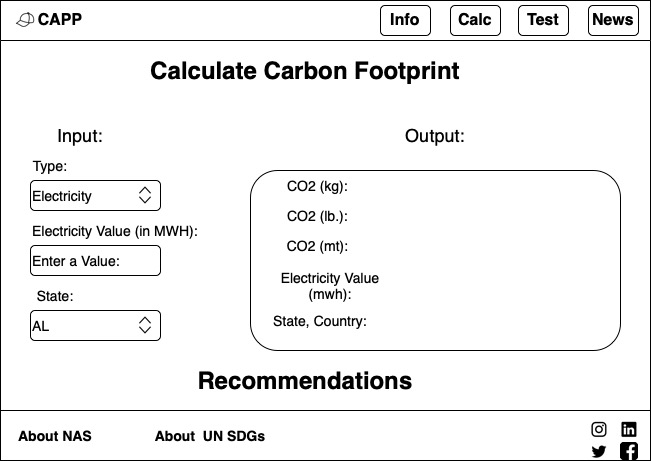 CAPP
Info Calc Test News
Calculate Carbon Footprint
Input:
Type:
Electricity
Electricity Value (in MWH):
Enter a Value:
State:
AL
Output:
CO2 (kg):
CO2 (lb.):
CO2 (mt):
Electricity Value
(mwh):
State, Country:
Recommendations
About NAS
About UN SDGs